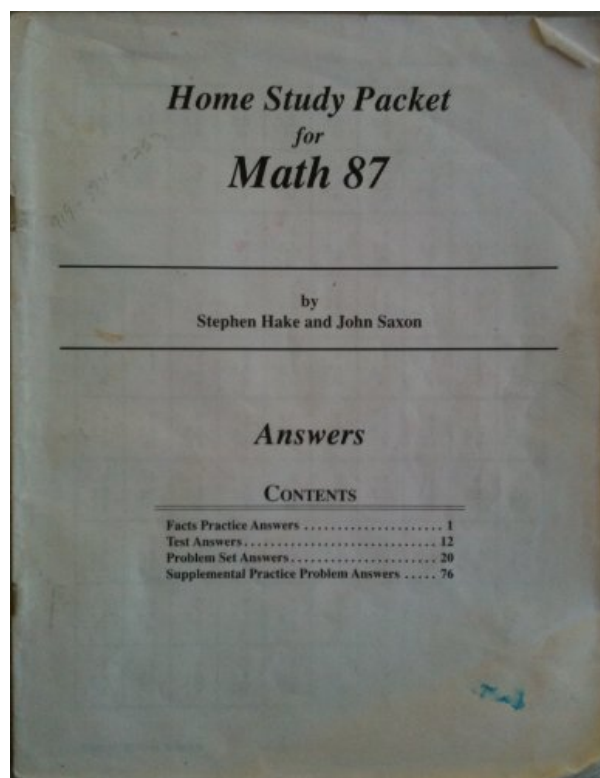 Home Study Packet
for
Math 87
by
Stephen Hake and John Saxon
Answers
CONTENTS
Facts Practice Answers ..................... 1
Test Answers ............................. 12
Problem Set Answers ...................... 20
Supplemental Practice Problem Answers ..... 76